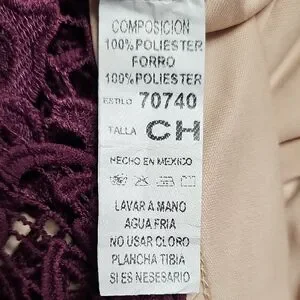 COMPOSICION
100% POLIESTER
FORRO
100% POLIESTER
ESTILO 70740
TALLA CH
HECHO EN MEXICO
LAVAR A MANO
AGUA FRIA
NO USAR CLORO
PLANCHA TIBIA
SI ES NESESARIO